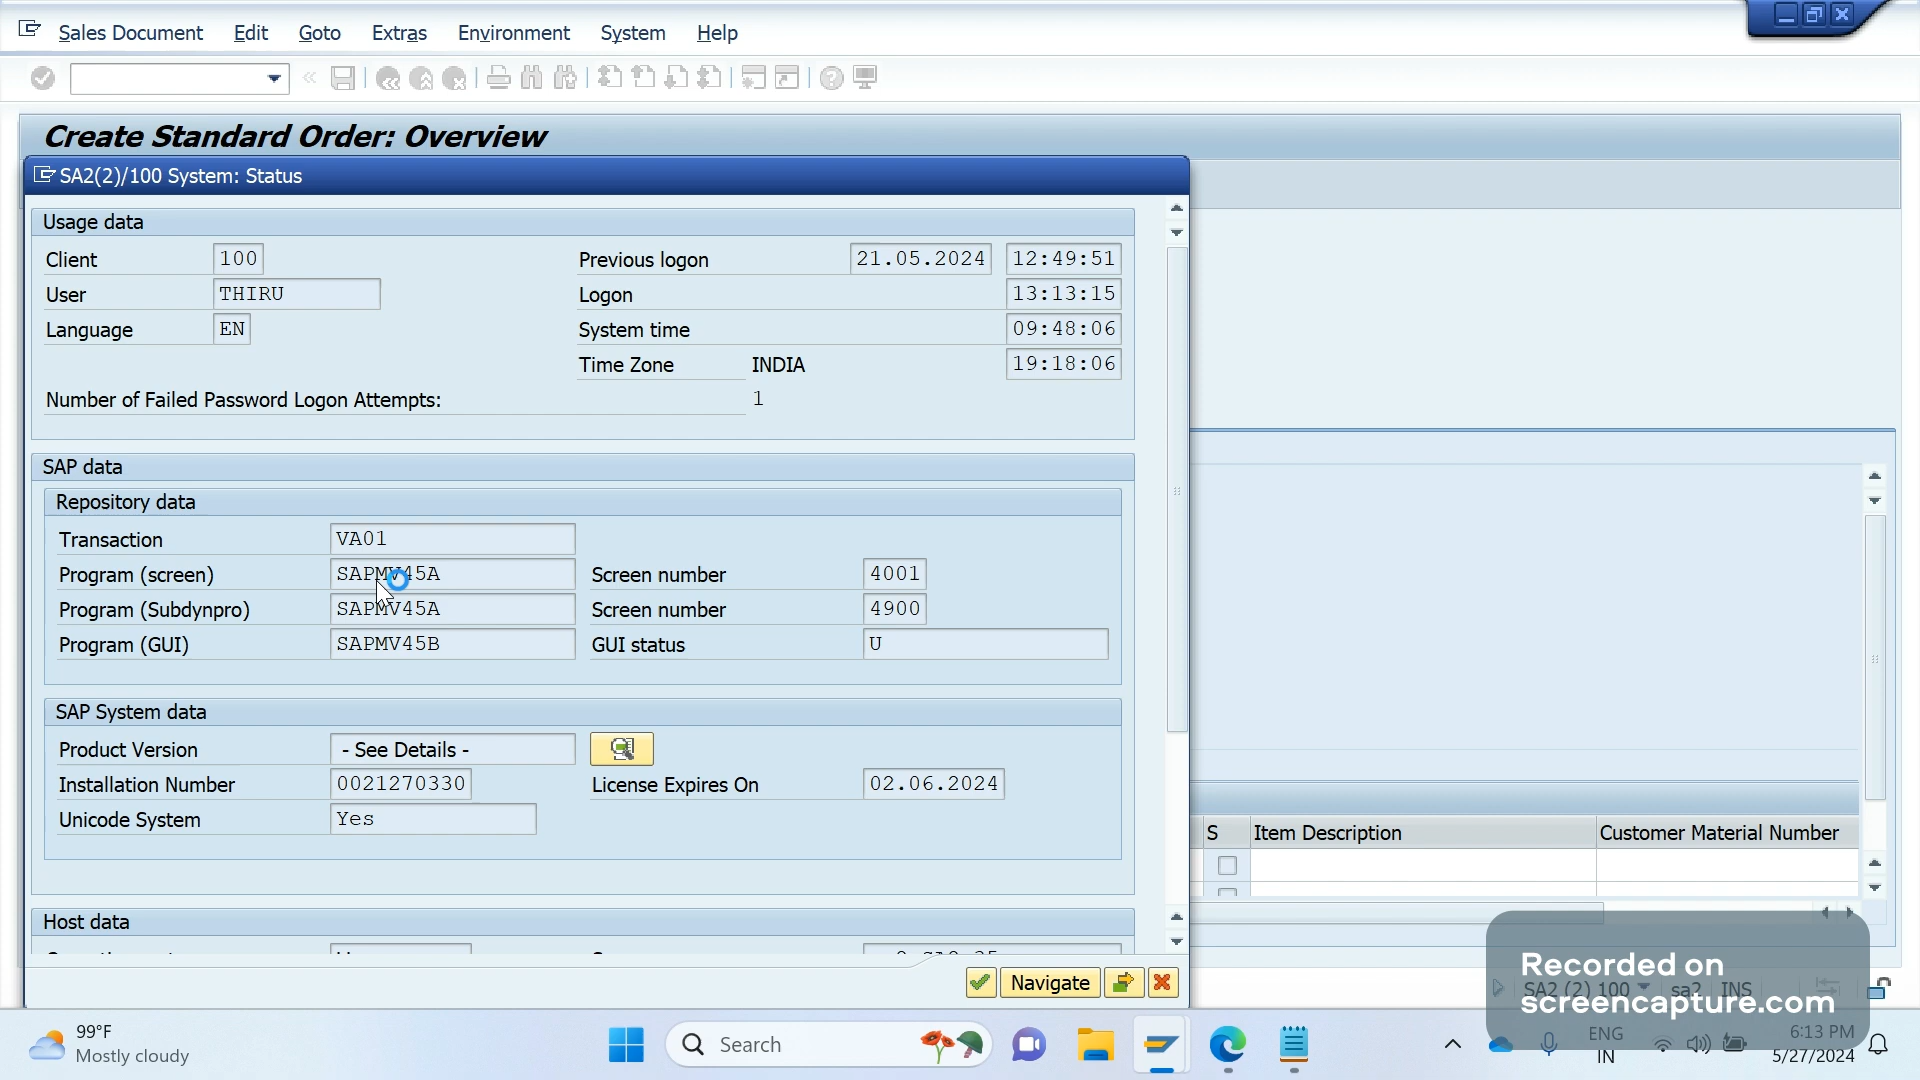 Sales Document Edit Goto Extras Environment System Help
Create Standard Order: Overview
SA2(2)/100 System: Status
Usage data
Client 100 Previous logon 21.05.2024 12:49:51
User THIRU Logon 13:13:15
Language EN System time 09:48:06
Time Zone INDIA 19:18:06
Number of Failed Password Logon Attempts: 1
SAP data
Repository data
Transaction VA01
Program (screen) SAPMV45A Screen number 4001
Program (Subdynpro) SAPMV45A Screen number 4900
Program (GUI) SAPMV45B GUI status U
SAP System data
Product Version - See Details -
Installation Number 0021270330 License Expires On 02.06.2024
Unicode System Yes
S Item Description Customer Material Number
Host data
Navigate
Recorded on
screencapture.com
SA2 (2) 100 sa2 INS
99°F
Mostly cloudy
Search
ENG
IN
6:13 PM
5/27/2024